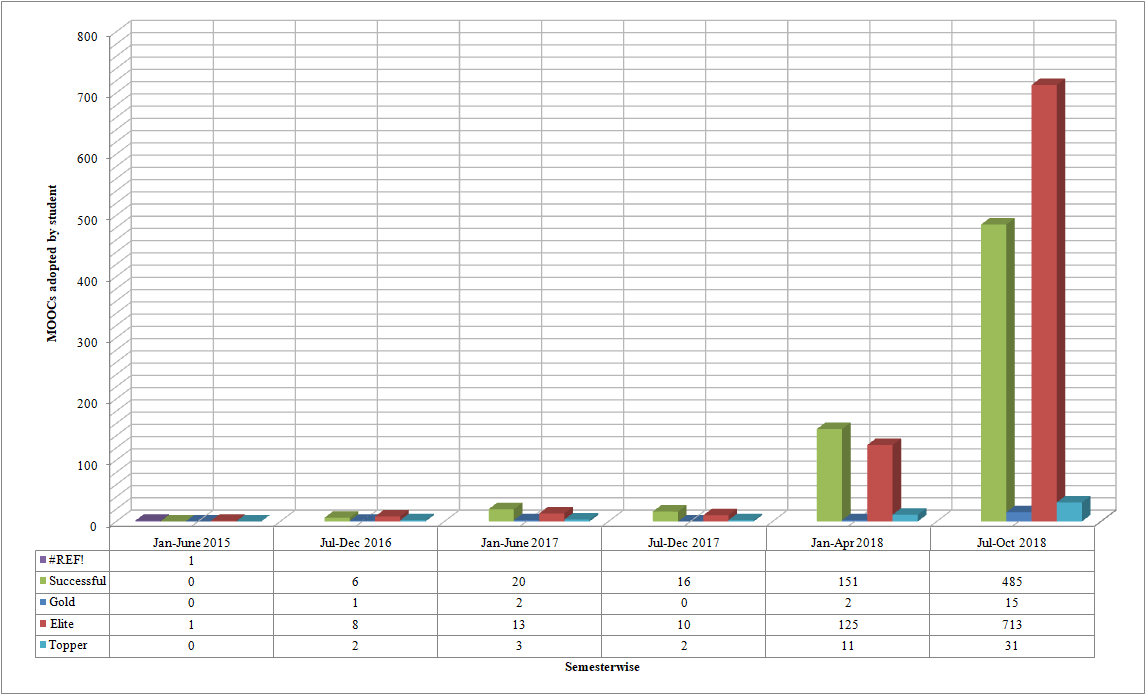 800
700
600
500
400
300
200
100
0
MOOCs adopted by student
Jan-June 2015 Jul-Dec 2016 Jan-June 2017 Jul-Dec 2017 Jan-Apr 2018 Jul-Oct 2018
#REF! 1
Successful 0 6 20 16 151 485
Gold 0 1 2 0 2 15
Elite 1 8 13 10 125 713
Topper 0 2 3 2 11 31
Semesterwise